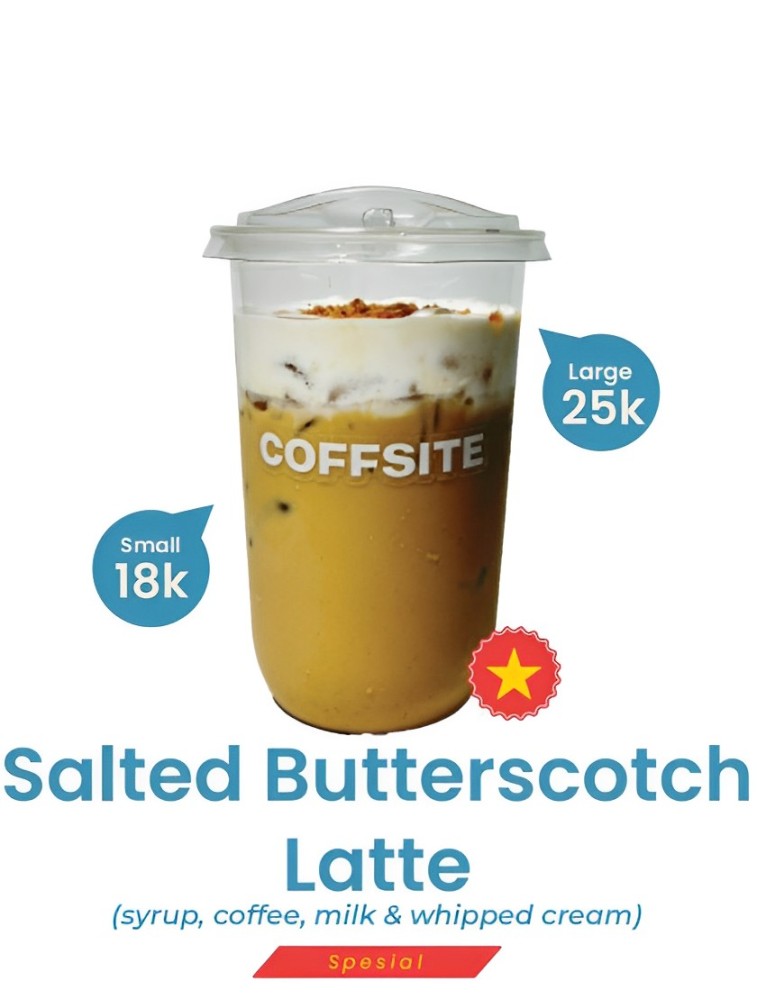 Large
25k
COFFSITE
Small
18k
Salted Butterscotch
Latte
(syrup, coffee, milk & whipped cream)
Spesial